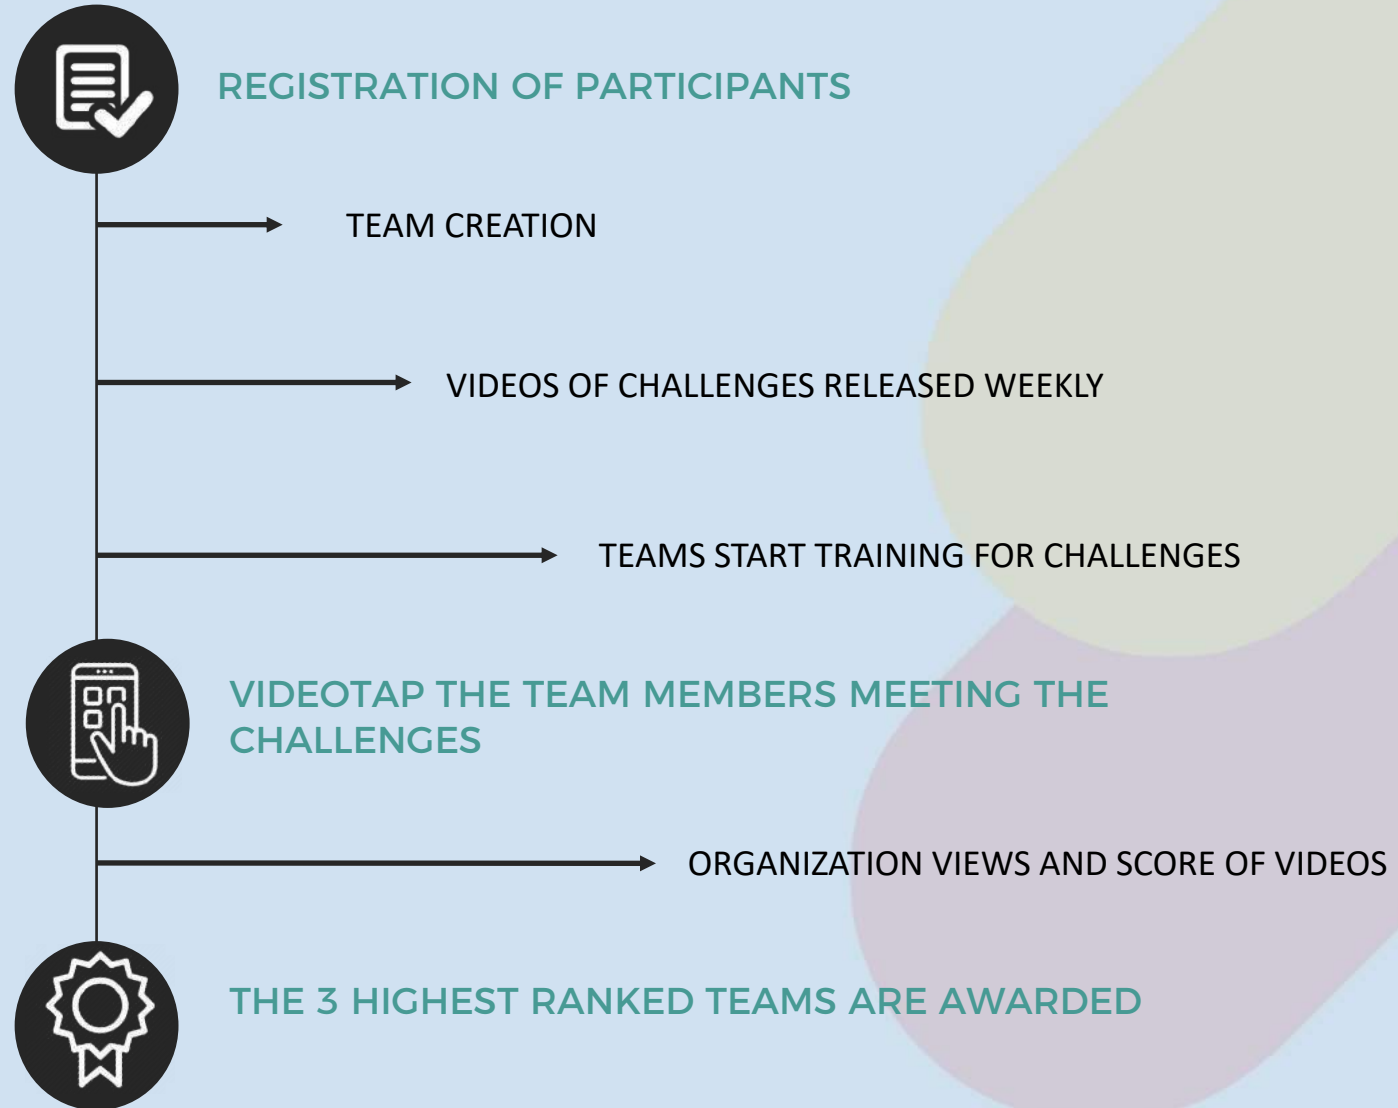 REGISTRATION OF PARTICIPANTS
TEAM CREATION
VIDEOS OF CHALLENGES RELEASED WEEKLY
TEAMS START TRAINING FOR CHALLENGES
VIDEOTAP THE TEAM MEMBERS MEETING THE
CHALLENGES
ORGANIZATION VIEWS AND SCORE OF VIDEOS
THE 3 HIGHEST RANKED TEAMS ARE AWARDED